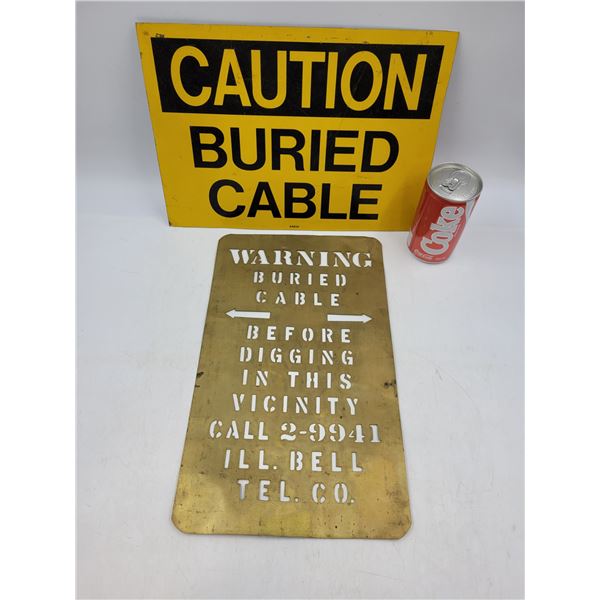 CAUTION
BURIED
CABLE
Coke
WARNING
BURIED
CABLE
BEFORE
DIGGING
IN THIS
VICINITY
CALL 2-9941
ILL. BELL
TEL. CO.